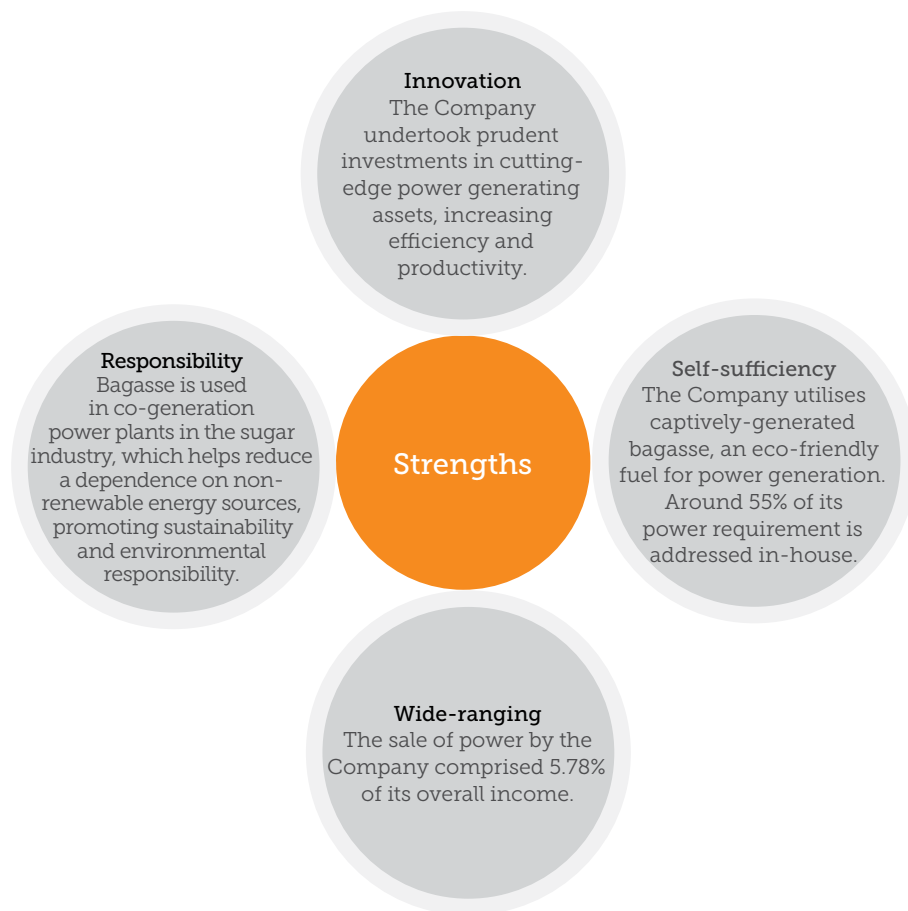 Innovation
The Company
undertook prudent
investments in cutting-
edge power generating
assets, increasing
efficiency and
productivity.
Responsibility
Bagasse is used
in co-generation
power plants in the sugar
industry, which helps reduce
a dependence on non-
renewable energy sources,
promoting sustainability
and environmental
responsibility.
Strengths
Self-sufficiency
The Company utilises
captively-generated
bagasse, an eco-friendly
fuel for power generation.
Around 55% of its
power requirement is
addressed in-house.
Wide-ranging
The sale of power by the
Company comprised 5.78%
of its overall income.